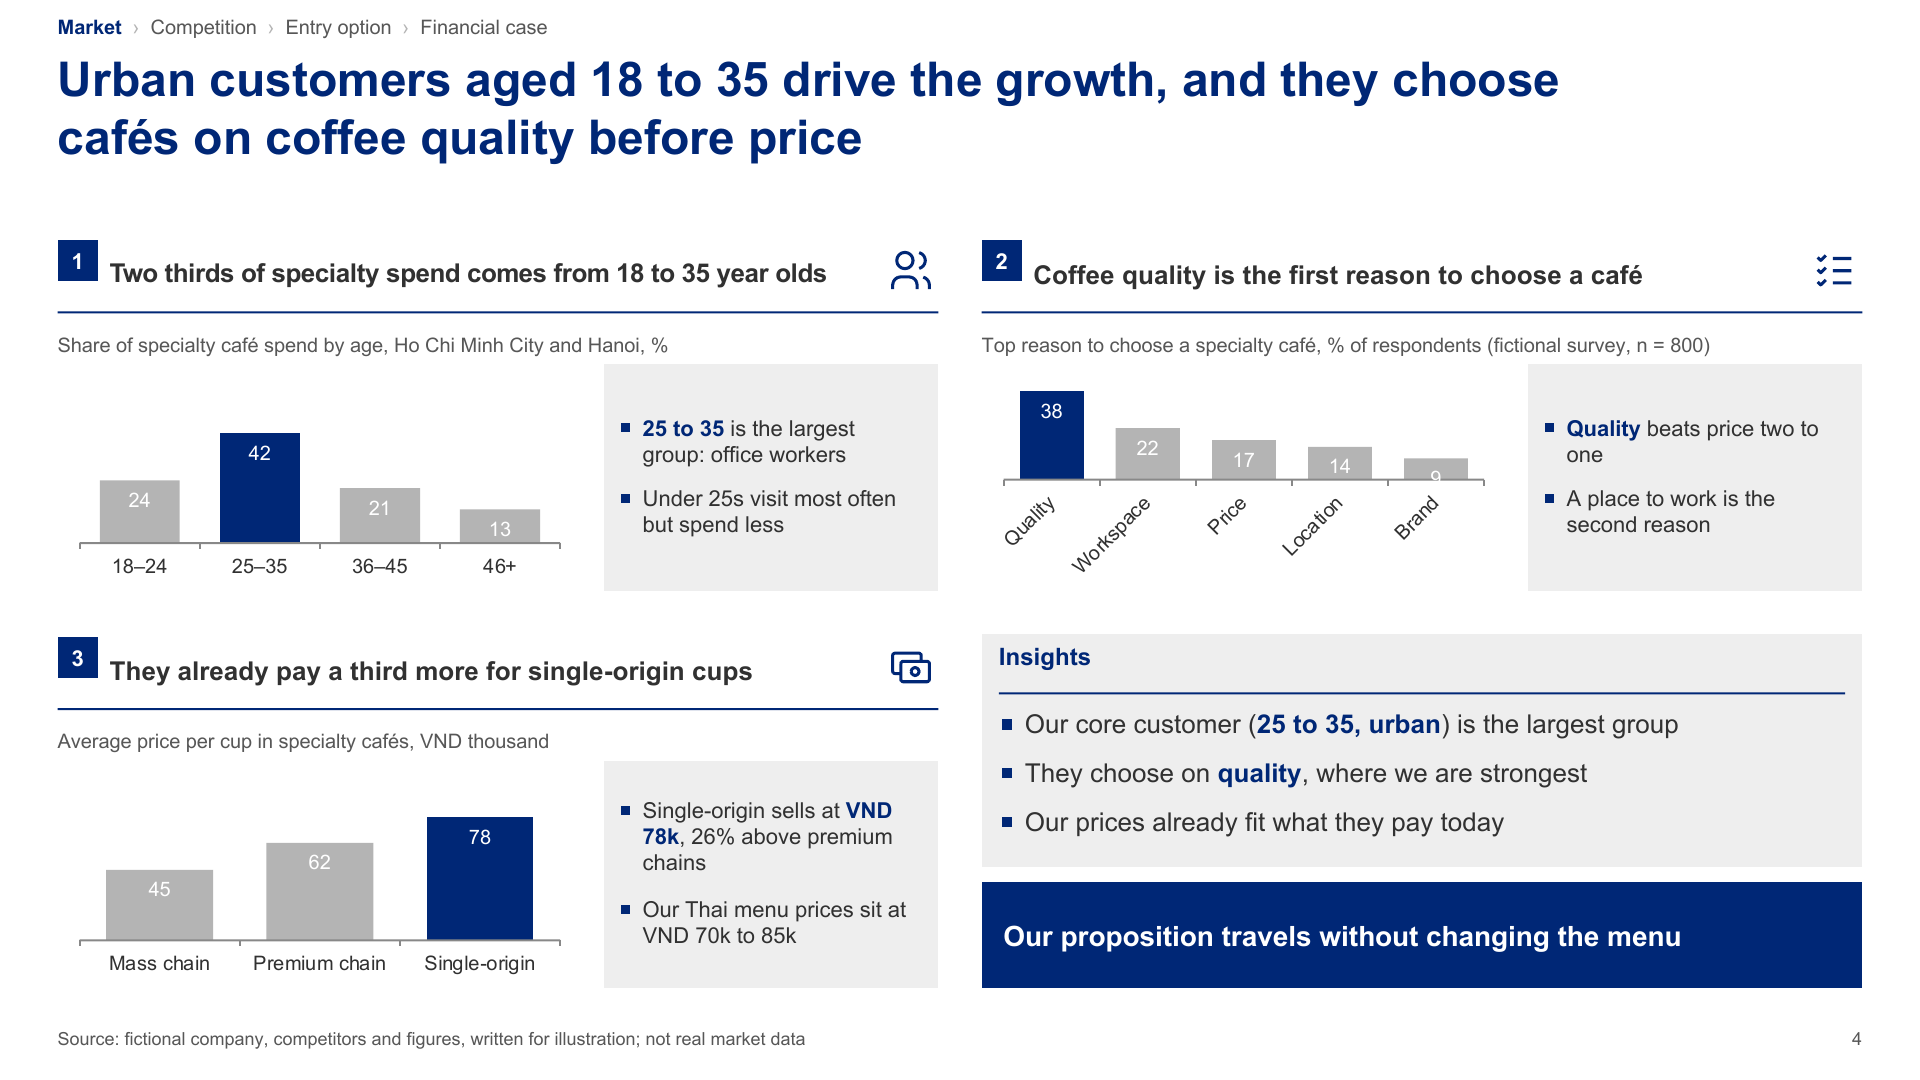 Market › Competition › Entry option › Financial case
Urban customers aged 18 to 35 drive the growth, and they choose
cafés on coffee quality before price
1
Two thirds of specialty spend comes from 18 to 35 year olds
Share of specialty café spend by age, Ho Chi Minh City and Hanoi, %
24
42
21
13
18–24
25–35
36–45
46+
25 to 35 is the largest
group: office workers
Under 25s visit most often
but spend less
2
Coffee quality is the first reason to choose a café
Top reason to choose a specialty café, % of respondents (fictional survey, n = 800)
38
22
17
14
9
Quality
Workspace
Price
Location
Brand
Quality beats price two to
one
A place to work is the
second reason
3
They already pay a third more for single-origin cups
Average price per cup in specialty cafés, VND thousand
45
62
78
Mass chain
Premium chain
Single-origin
Single-origin sells at VND
78k, 26% above premium
chains
Our Thai menu prices sit at
VND 70k to 85k
Insights
Our core customer (25 to 35, urban) is the largest group
They choose on quality, where we are strongest
Our prices already fit what they pay today
Our proposition travels without changing the menu
Source: fictional company, competitors and figures, written for illustration; not real market data
4